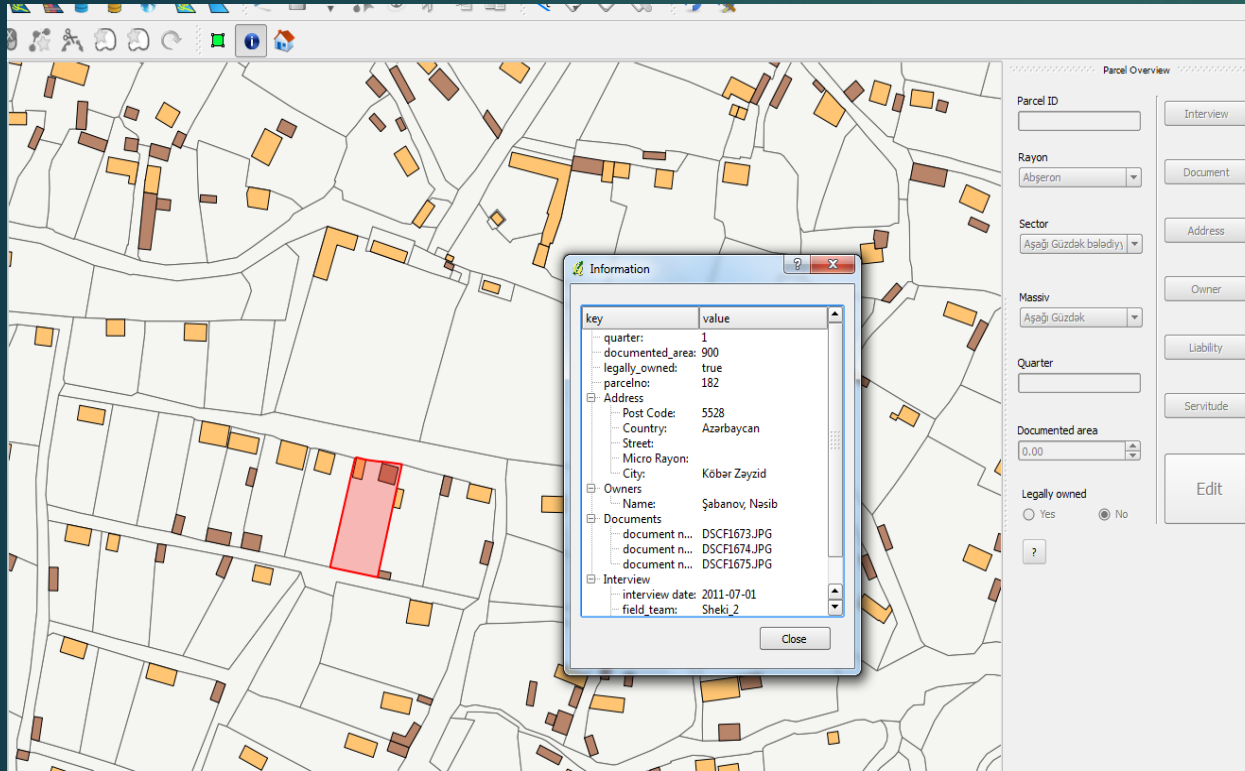 Parcel Overview
Parcel ID
Interview
Rayon
Abşeron
Document
Sector
Aşağı Güzdək bələdiyy
Address
Owner
Massiv
Aşağı Güzdək
Liability
Quarter
Servitude
Documented area
0.00
Edit
Legally owned
Yes
No
?
Information
?
key value
quarter: 1
documented_area: 900
legally_owned: true
parcelno: 182
Address
Post Code: 5528
Country: Azərbaycan
Street:
Micro Rayon:
City: Köbər Zəyzid
Owners
Name: Şabanov, Nəsib
Documents
document n... DSCF1673.JPG
document n... DSCF1674.JPG
document n... DSCF1675.JPG
Interview
interview date: 2011-07-01
field_team: Sheki_2
Close